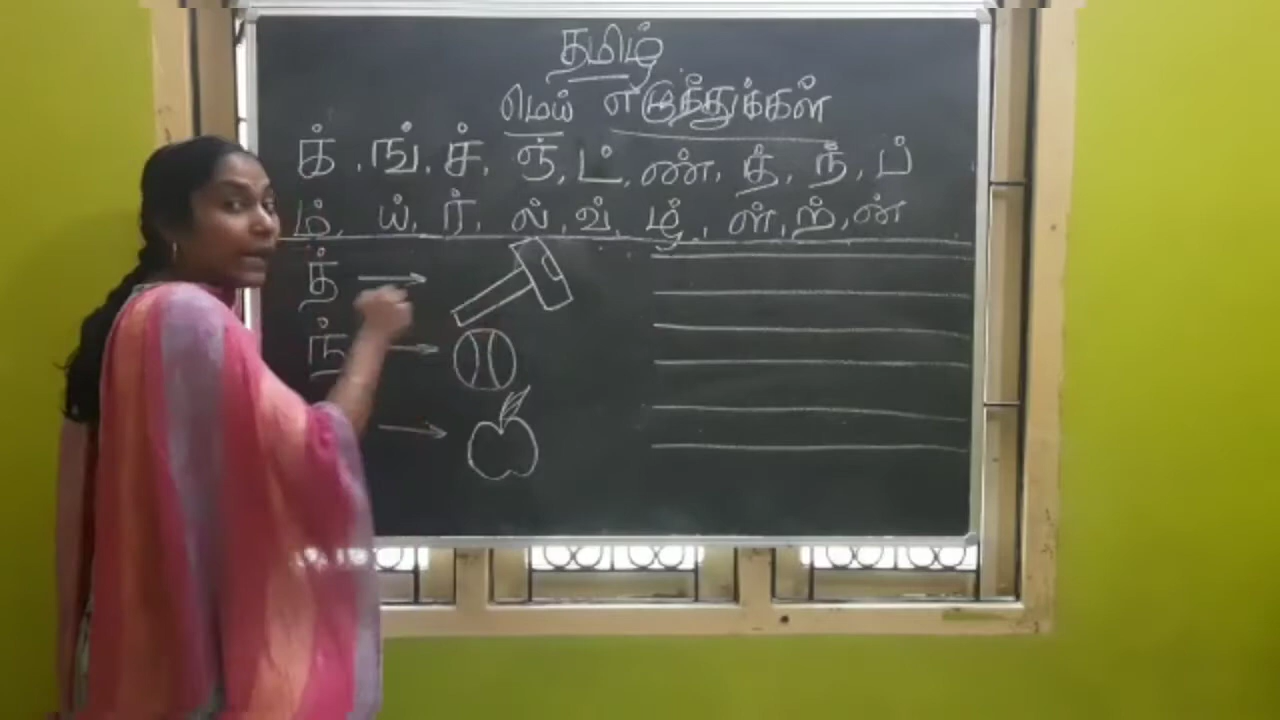 தமிழ்
மெய் எழுத்துக்கள்
க், ங், ச், ஞ், ட், ண், த், ந், ப்
ம், ய், ர், ல், வ், ழ், ள், ற், ன்
த் →
ந் →
→